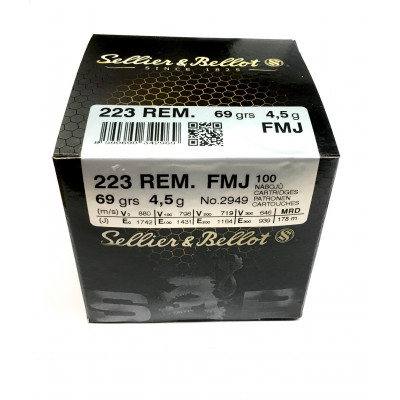 Sellier & Bellot S
SINCE 1825
223 REM. 69 grs 4,5 g
FMJ
223 REM. FMJ 100
NÁBOJŮ
CARTRIDGES
PATRONEN
CARTOUCHES
69 grs 4,5 g No.2949
(m/s) V0 880 V100 798 V200 719 V300 646 MRD
(J) E0 1742 E100 1431 E200 1164 E300 939 178 m
Sellier & Bellot S
S&B